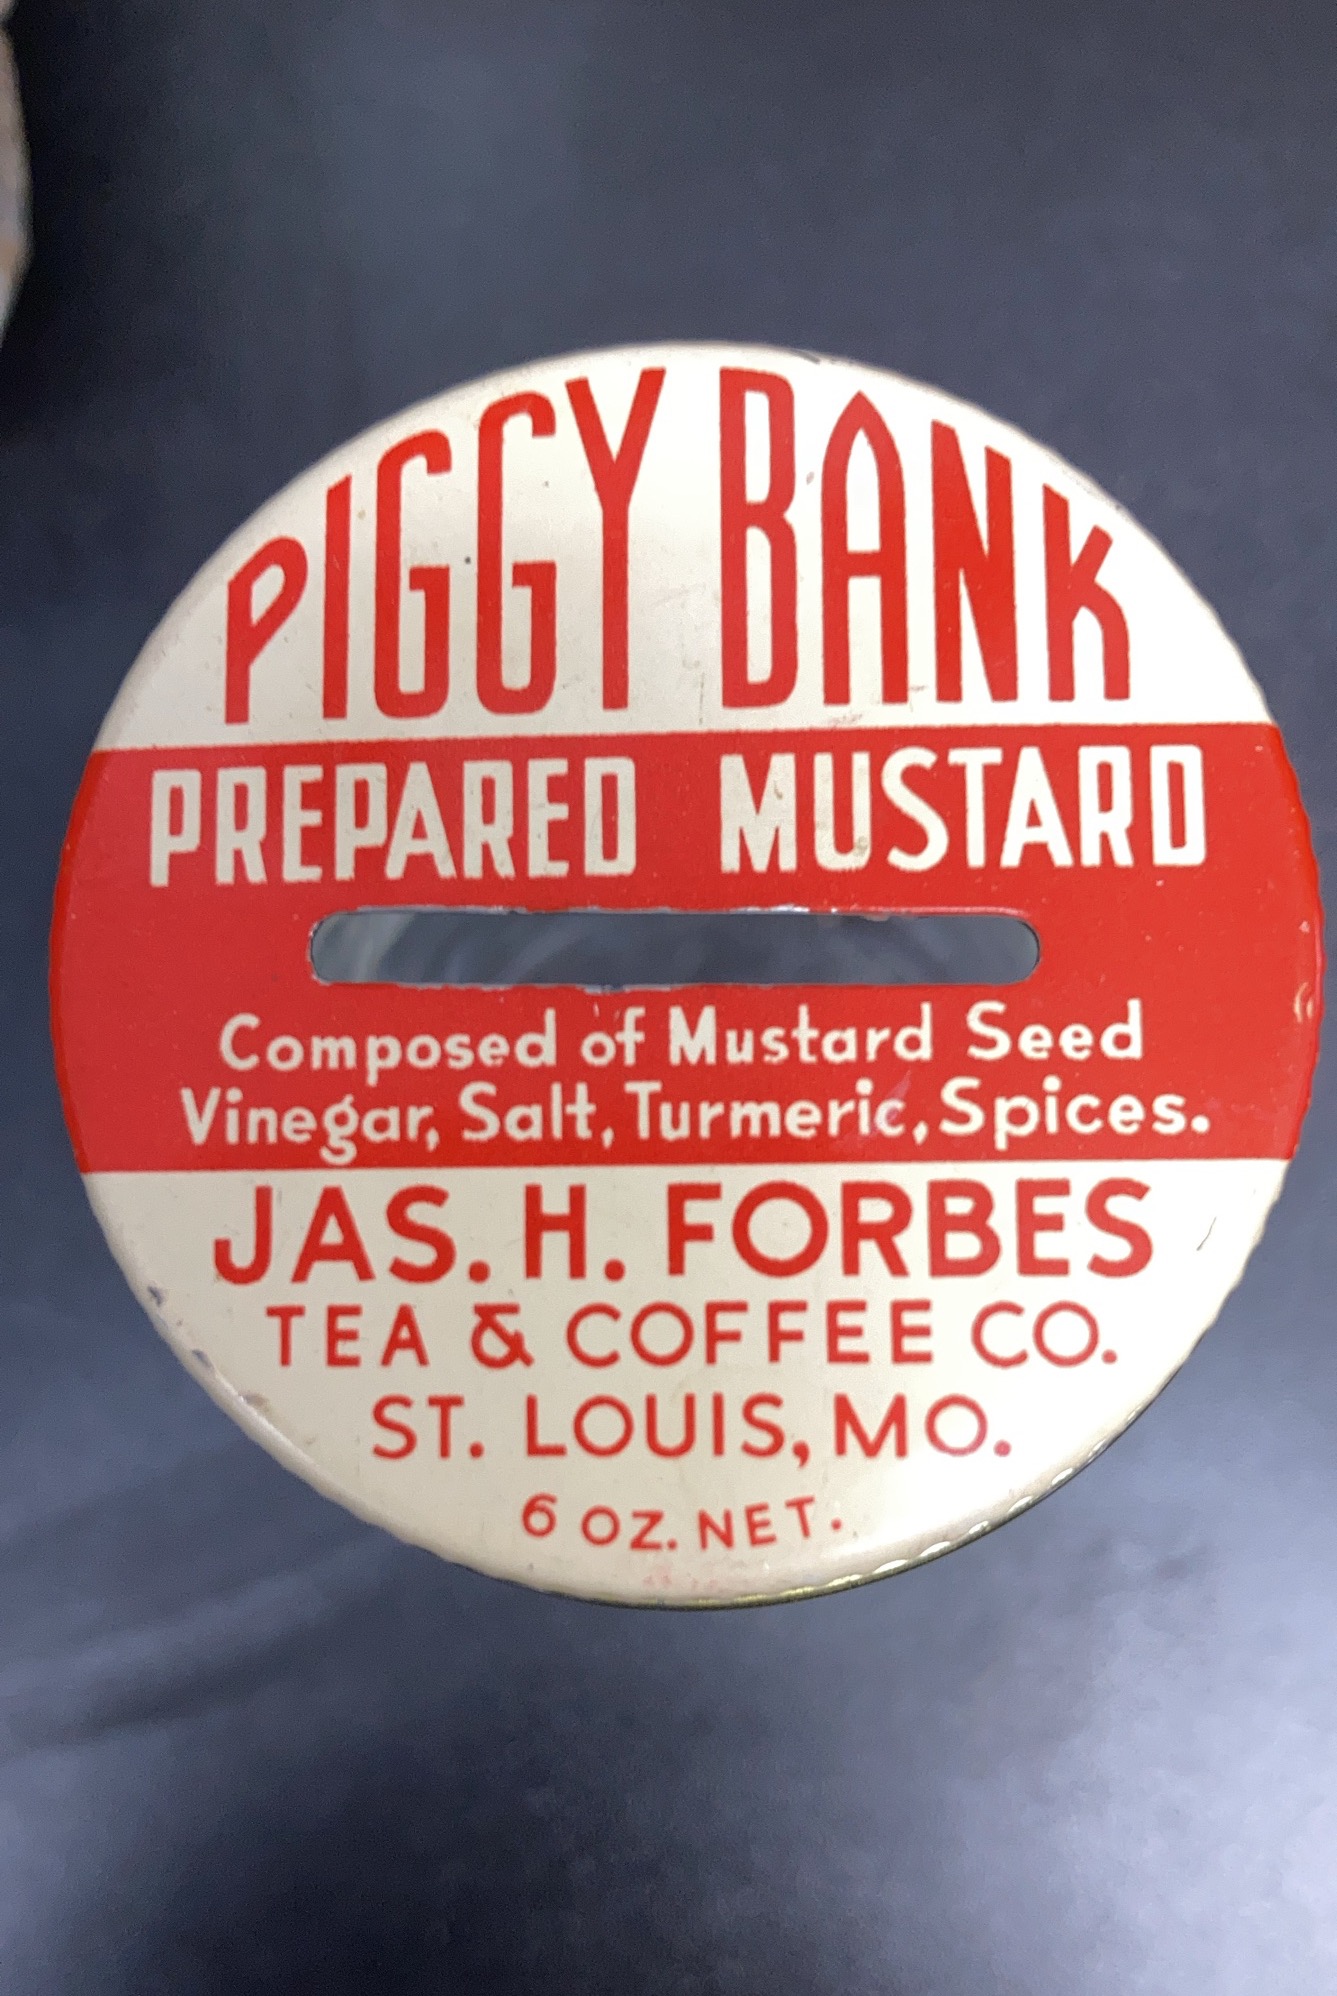 PIGGY BANK
PREPARED MUSTARD
Composed of Mustard Seed
Vinegar, Salt, Turmeric, Spices.
JAS. H. FORBES
TEA & COFFEE CO.
ST. LOUIS, MO.
6 OZ. NET.